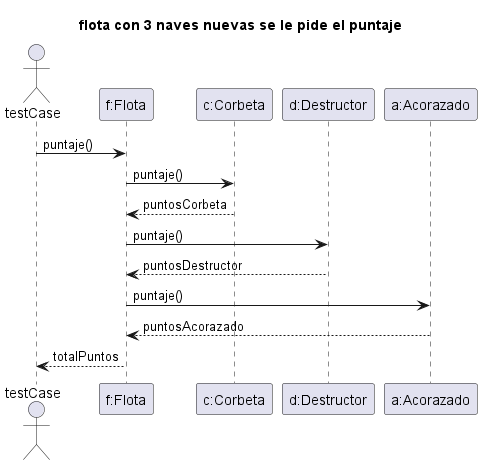 flota con 3 naves nuevas se le pide el puntaje
testCase
f:Flota
c:Corbeta
d:Destructor
a:Acorazado
puntaje()
puntaje()
puntosCorbeta
puntaje()
puntosDestructor
puntaje()
puntosAcorazado
totalPuntos
testCase
f:Flota
c:Corbeta
d:Destructor
a:Acorazado